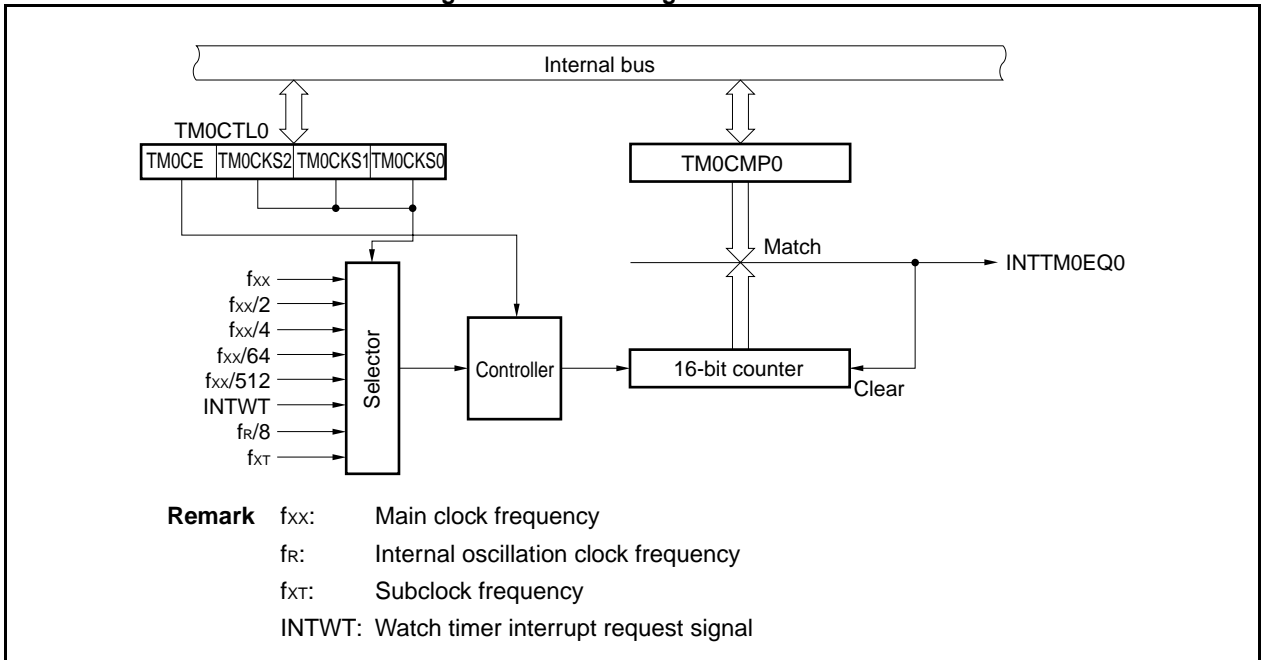 Internal bus
TM0CTL0
TM0CE TM0CKS2 TM0CKS1 TM0CKS0
TM0CMP0
Match
INTTM0EQ0
fXX
fXX/2
fXX/4
fXX/64
fXX/512
INTWT
fR/8
fXT
Selector
Controller
16-bit counter
Clear
Remark fXX: Main clock frequency
fR: Internal oscillation clock frequency
fXT: Subclock frequency
INTWT: Watch timer interrupt request signal